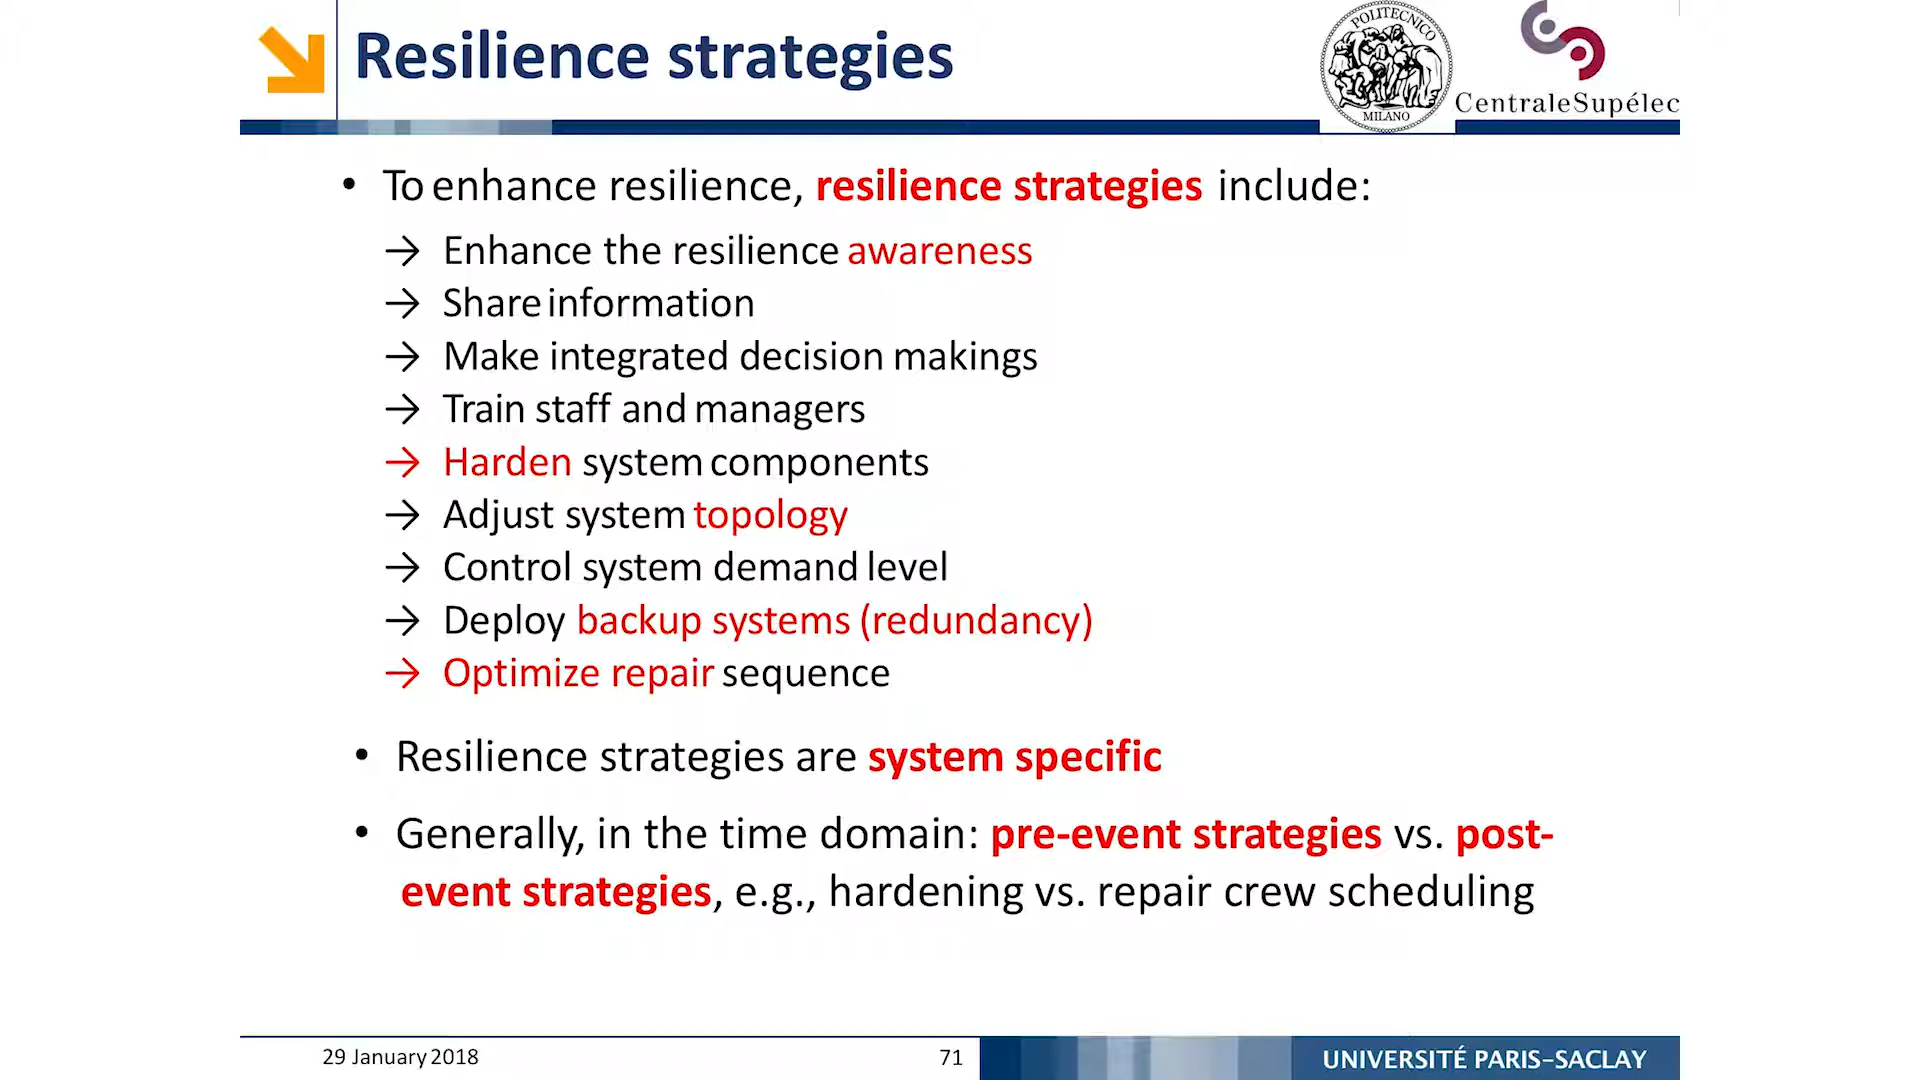 Resilience strategies
POLITECNICO
MILANO
CentraleSupélec
• To enhance resilience, resilience strategies include:
→ Enhance the resilience awareness
→ Share information
→ Make integrated decision makings
→ Train staff and managers
→ Harden system components
→ Adjust system topology
→ Control system demand level
→ Deploy backup systems (redundancy)
→ Optimize repair sequence
• Resilience strategies are system specific
• Generally, in the time domain: pre-event strategies vs. post-
event strategies, e.g., hardening vs. repair crew scheduling
29 January 2018
71
UNIVERSITÉ PARIS–SACLAY